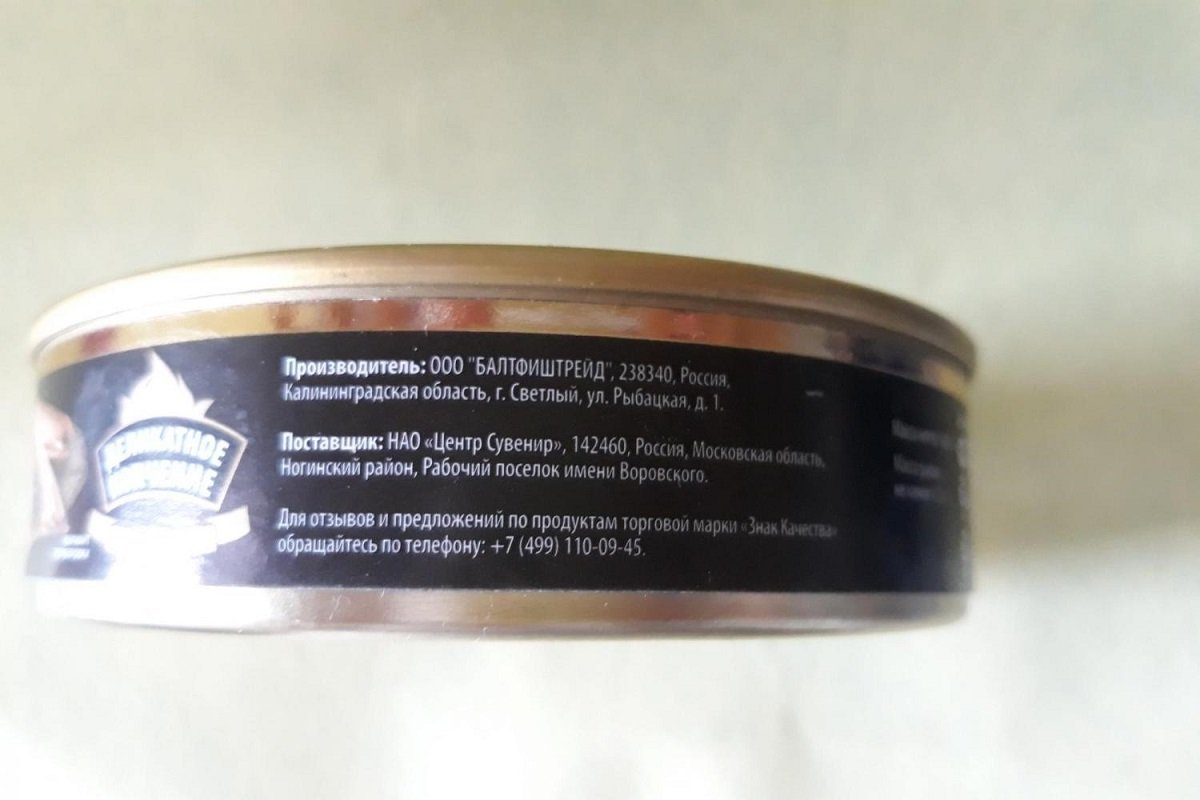 ДЕЛИКАТНОЕ
КОПЧЕНИЕ
Производитель: ООО "БАЛТФИШТРЕЙД", 238340, Россия,
Калининградская область, г. Светлый, ул. Рыбацкая, д. 1.
Поставщик: НАО «Центр Сувенир», 142460, Россия, Московская область,
Ногинский район, Рабочий поселок имени Воровского.
Для отзывов и предложений по продуктам торговой марки «Знак Качества»
обращайтесь по телефону: +7 (499) 110-09-45.